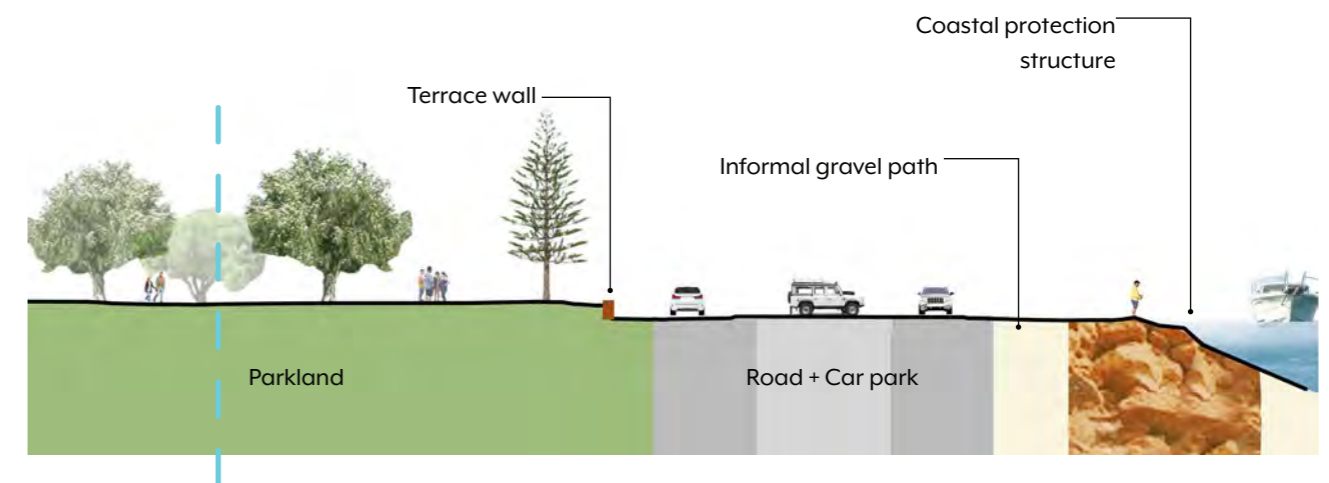 Coastal protection
structure
Terrace wall
Informal gravel path
Parkland
Road + Car park